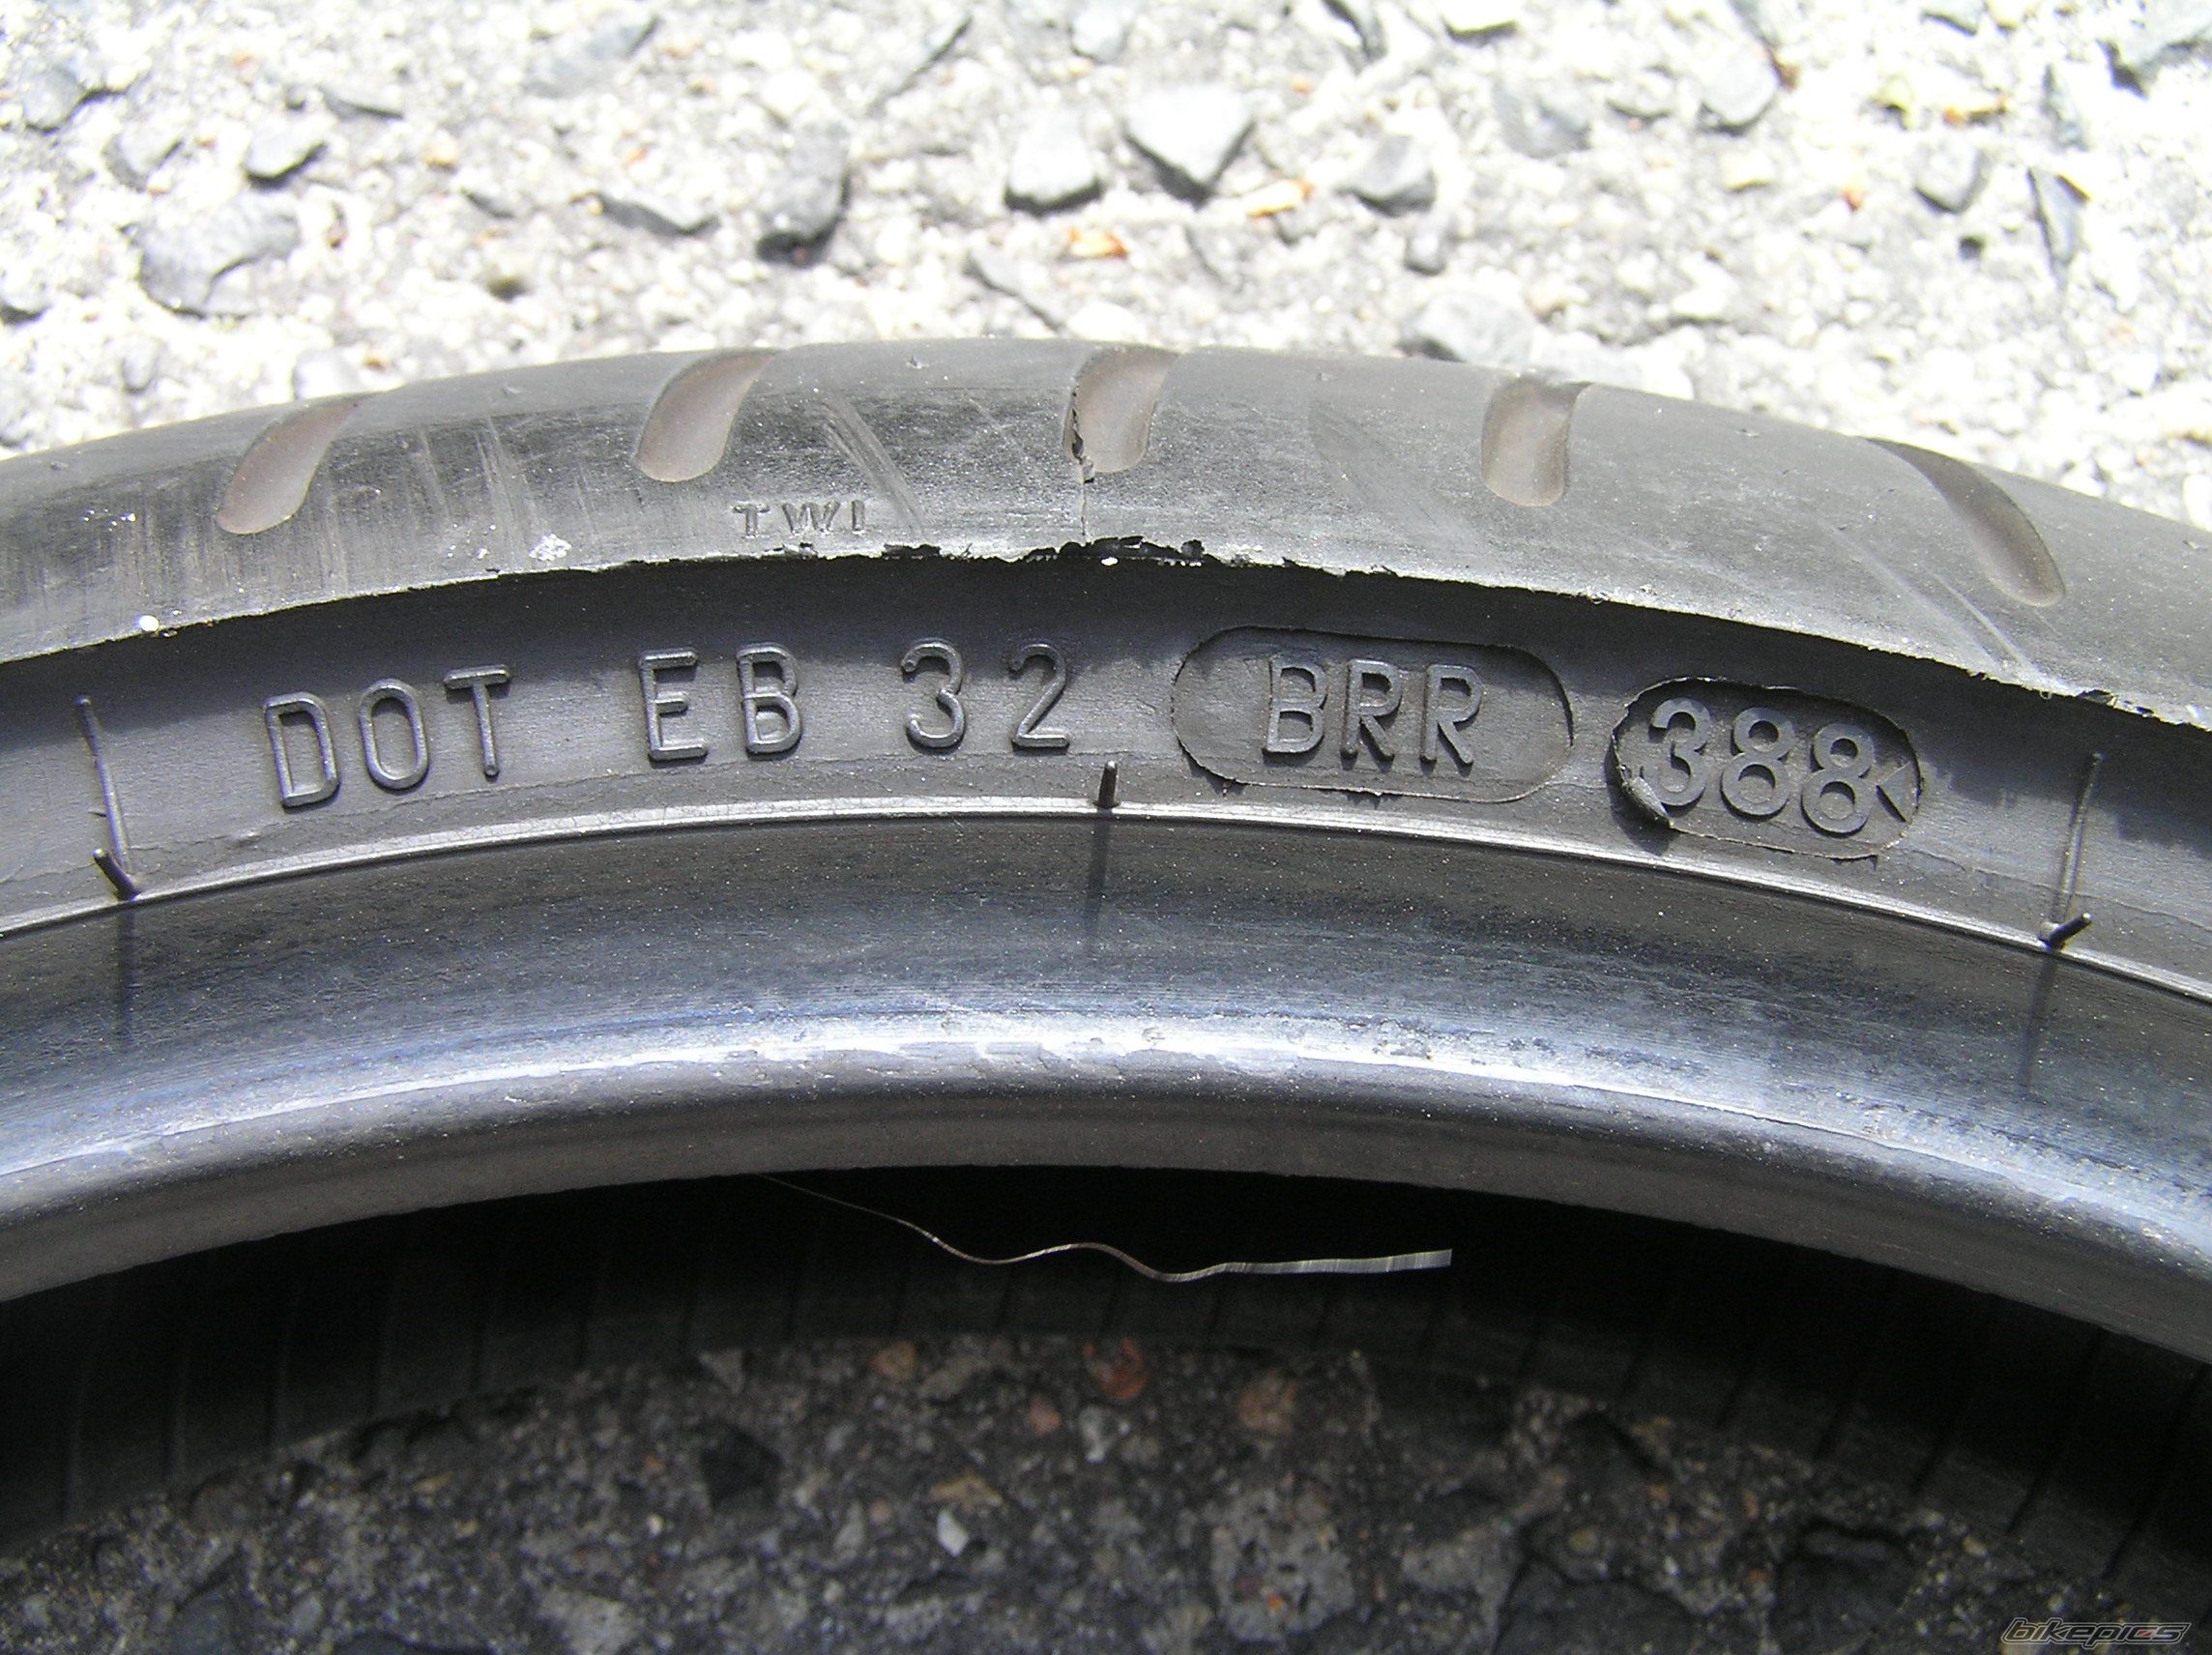 TWI
DOT EB 32 BRR 388<
bikepics